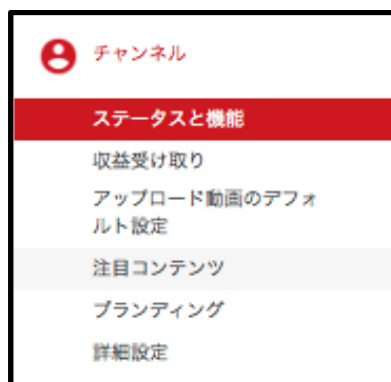 チャンネル
ステータスと機能
収益受け取り
アップロード動画のデフォ
ルト設定
注目コンテンツ
ブランディング
詳細設定